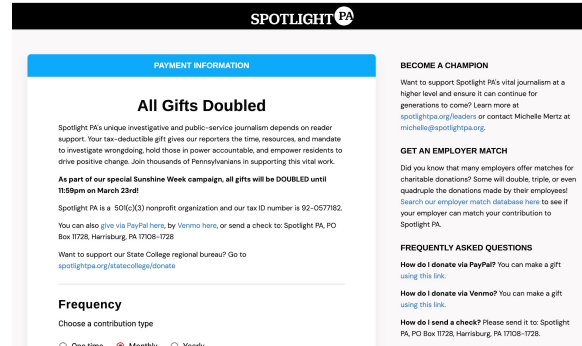 SPOTLIGHT PA
PAYMENT INFORMATION
All Gifts Doubled
Spotlight PA's unique investigative and public-service journalism depends on reader
support. Your tax-deductible gift gives our reporters the time, resources, and mandate
to investigate wrongdoing, hold those in power accountable, and empower residents to
drive positive change. Join thousands of Pennsylvanians in supporting this vital work.
As part of our special Sunshine Week campaign, all gifts will be DOUBLED until
11:59pm on March 23rd!
Spotlight PA is a 501(c)(3) nonprofit organization and our tax ID number is 92-0577182.
You can also give via PayPal here, by Venmo here, or send a check to: Spotlight PA, PO
Box 11728, Harrisburg, PA 17108-1728
Want to support our State College regional bureau? Go to
spotlightpa.org/statecollege/donate
Frequency
Choose a contribution type
One time Monthly Yearly
BECOME A CHAMPION
Want to support Spotlight PA's vital journalism at a
higher level and ensure it can continue for
generations to come? Learn more at
spotlightpa.org/leaders or contact Michelle Mertz at
michelle@spotlightpa.org.
GET AN EMPLOYER MATCH
Did you know that many employers offer matches for
charitable donations? Some will double, triple, or even
quadruple the donations made by their employees!
Search our employer match database here to see if
your employer can match your contribution to
Spotlight PA.
FREQUENTLY ASKED QUESTIONS
How do I donate via PayPal? You can make a gift
using this link.
How do I donate via Venmo? You can make a gift
using this link.
How do I send a check? Please send it to: Spotlight
PA, PO Box 11728, Harrisburg, PA 17108-1728.